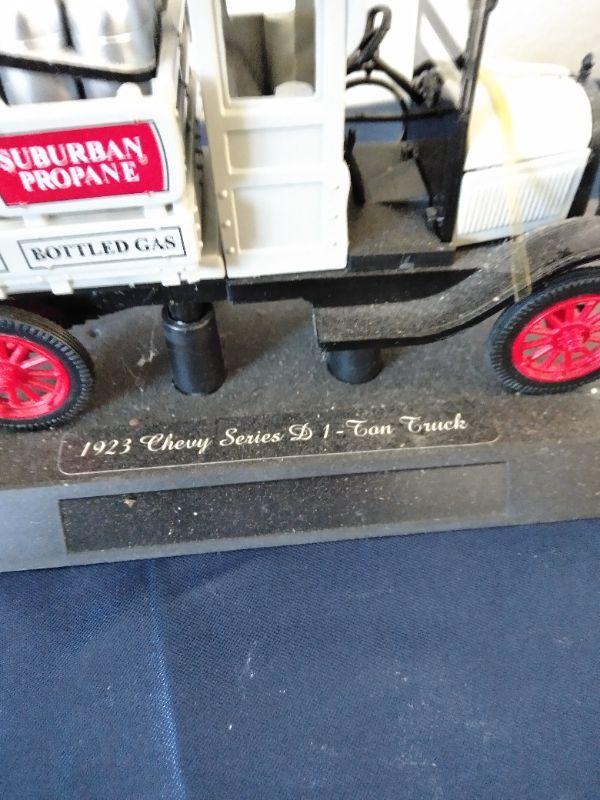 SUBURBAN
PROPANE
BOTTLED GAS
1923 Chevy Series D 1-Ton Truck